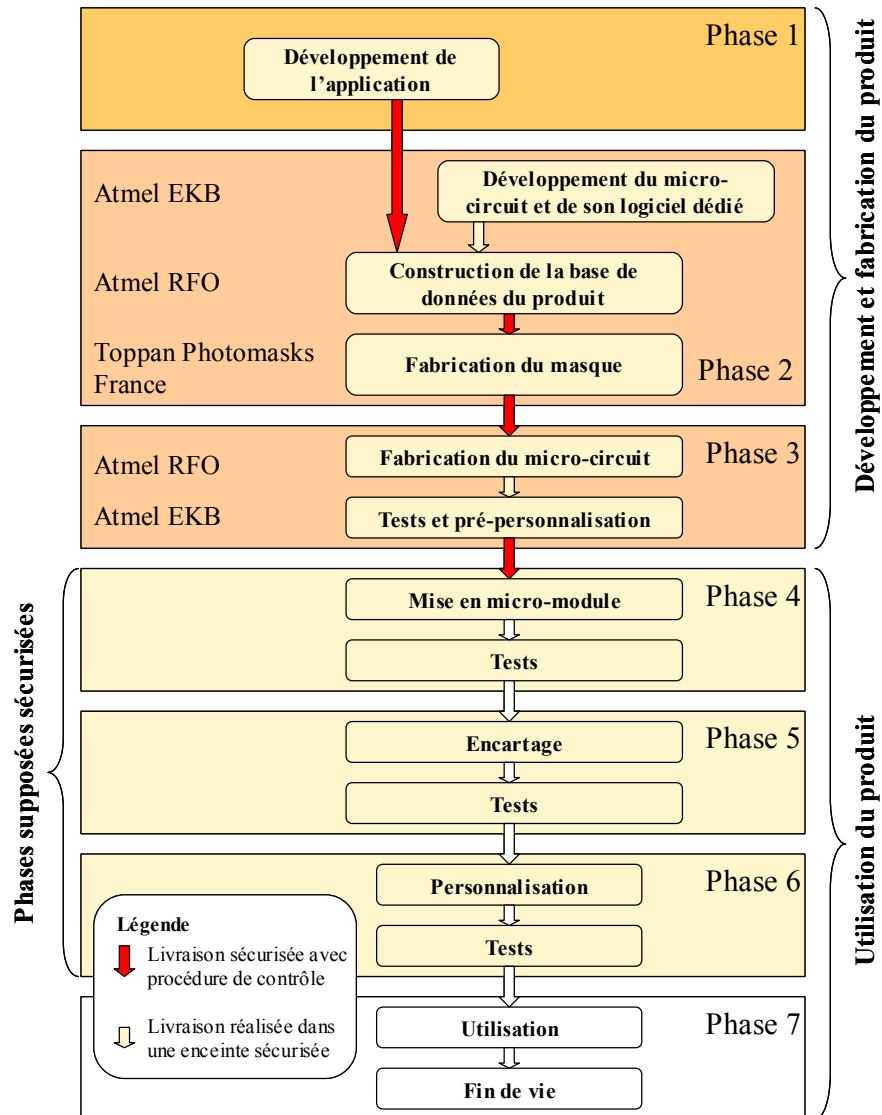 Phase 1
Développement de
l’application
Atmel EKB
Développement du micro-
circuit et de son logiciel dédié
Atmel RFO
Construction de la base de
données du produit
Toppan Photomasks
France
Fabrication du masque
Phase 2
Développement et fabrication du produit
Phase 3
Atmel RFO
Fabrication du micro-circuit
Atmel EKB
Tests et pré-personnalisation
Phases supposées sécurisées
Phase 4
Mise en micro-module
Tests
Phase 5
Encartage
Tests
Utilisation du produit
Phase 6
Personnalisation
Tests
Légende
Livraison sécurisée avec
procédure de contrôle
Livraison réalisée dans
une enceinte sécurisée
Phase 7
Utilisation
Fin de vie